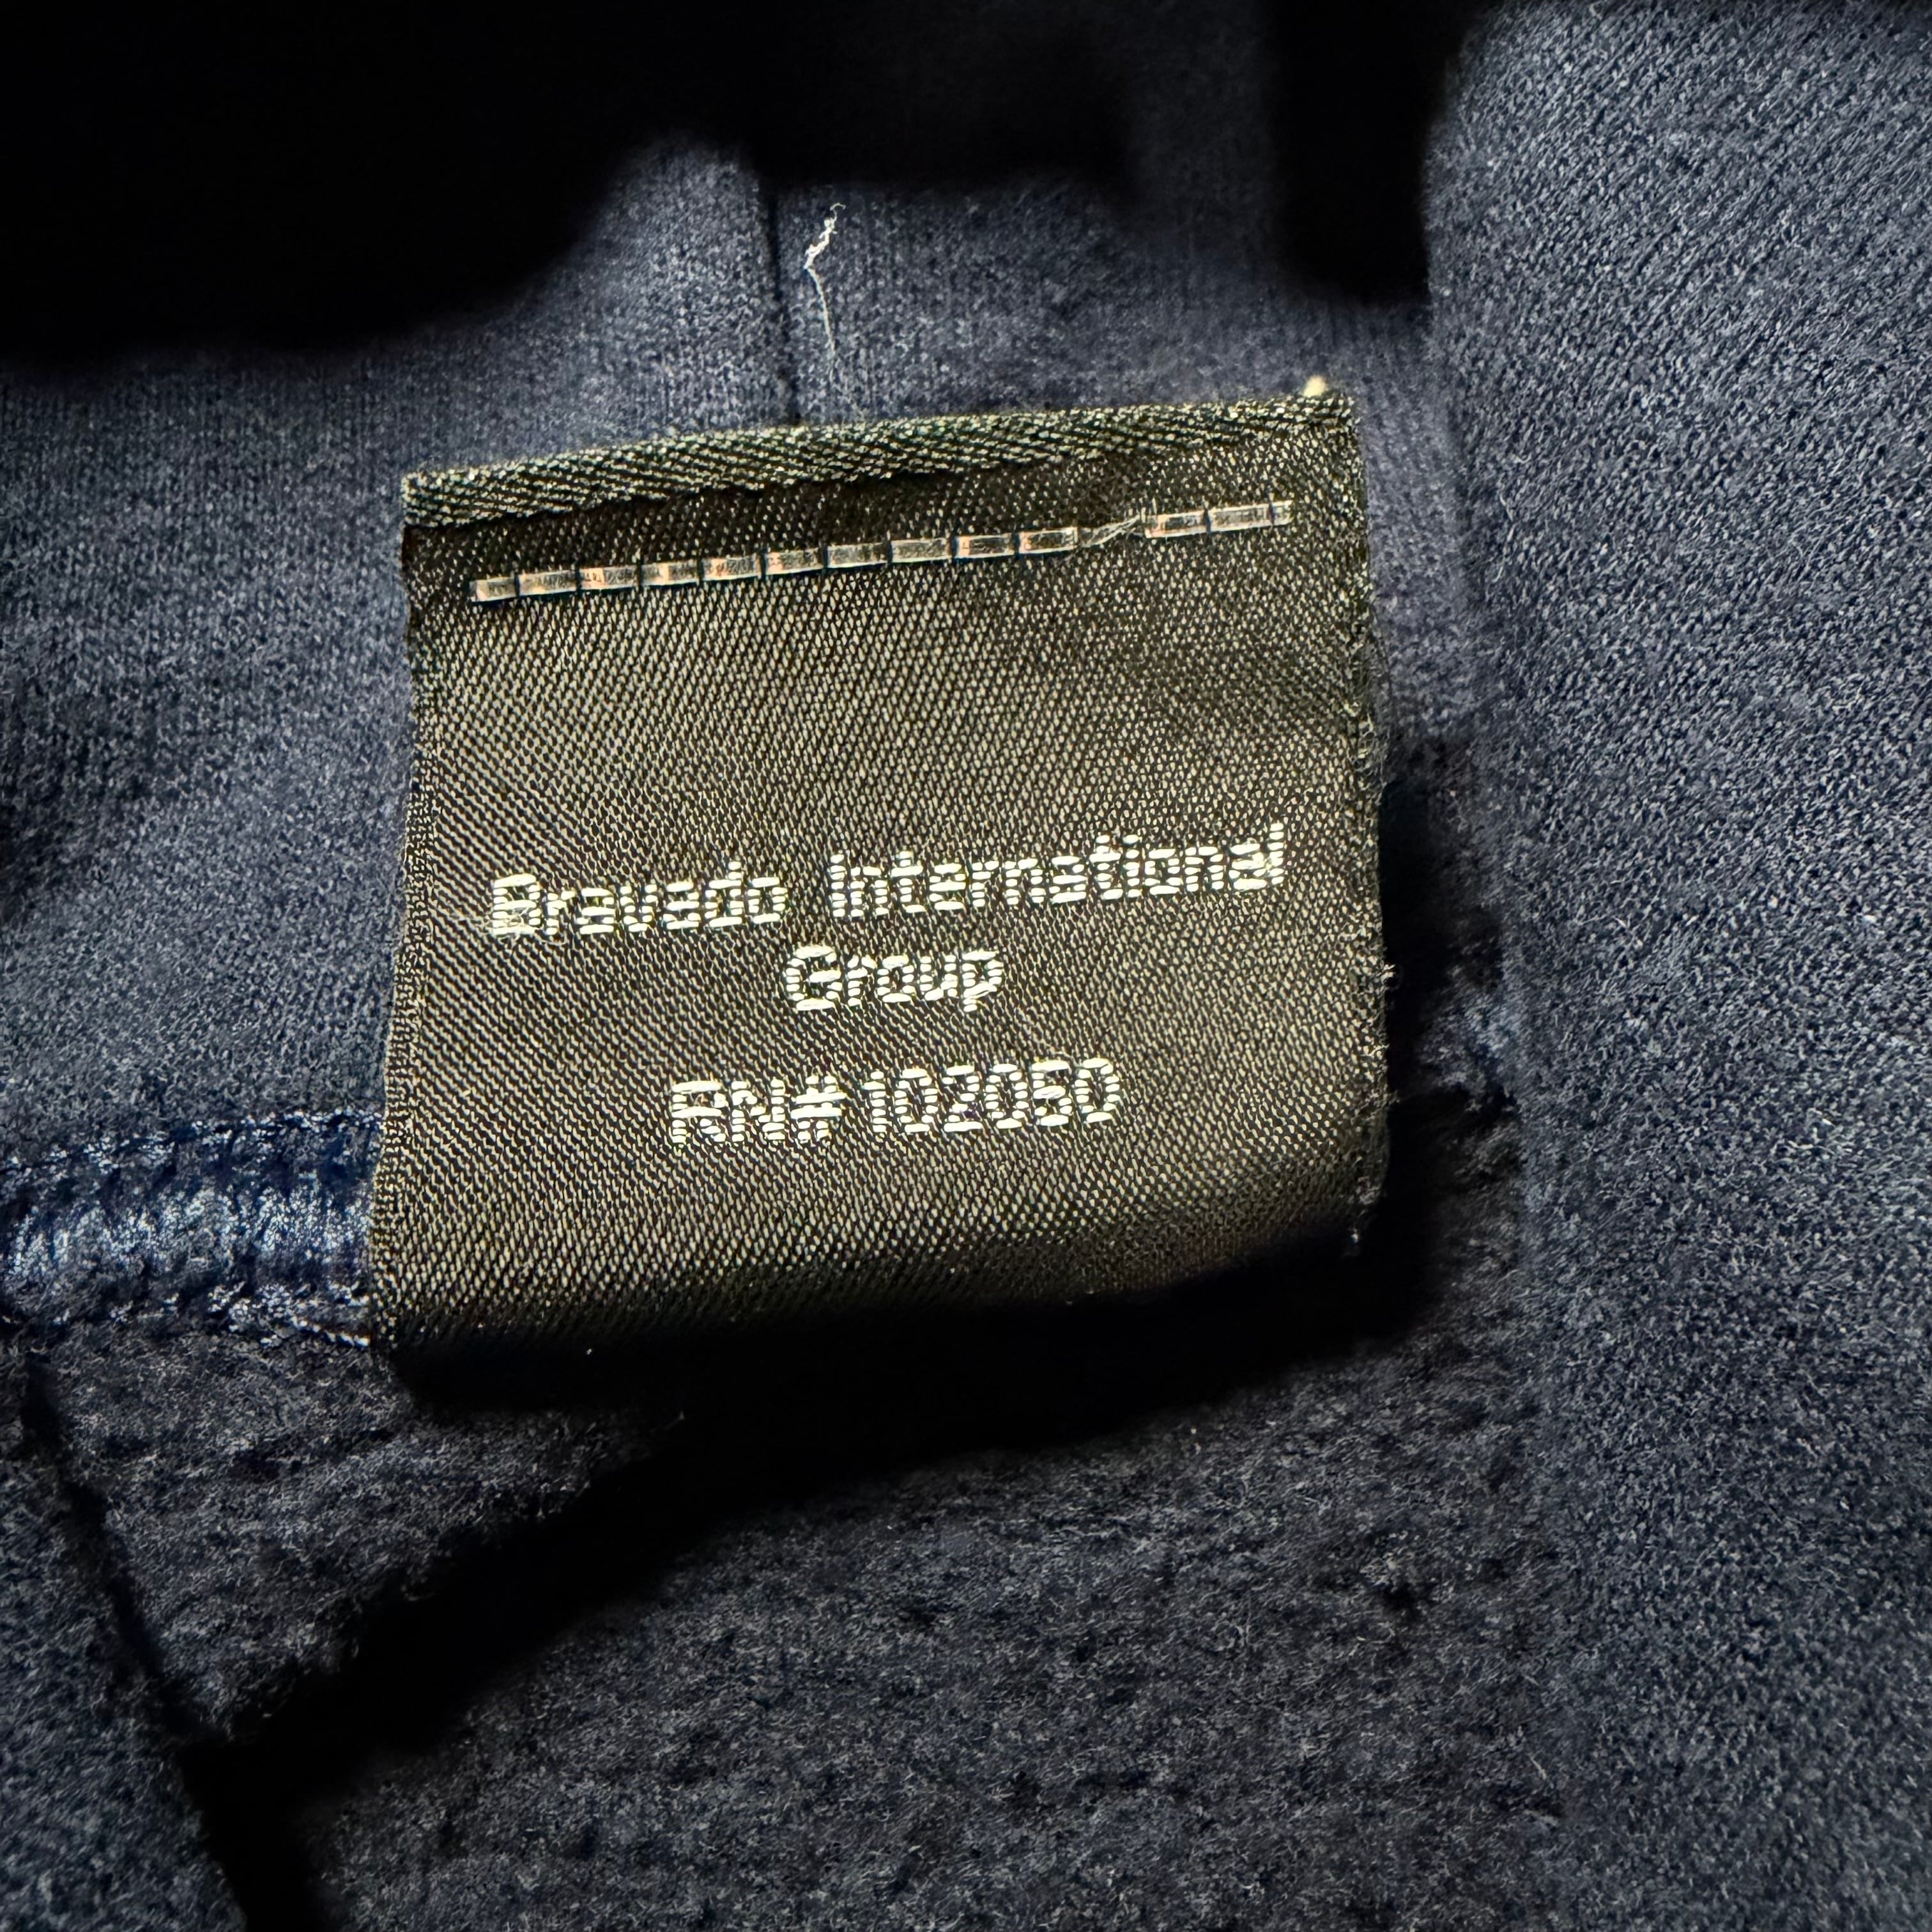 Bravado International
Group
RN# 102050